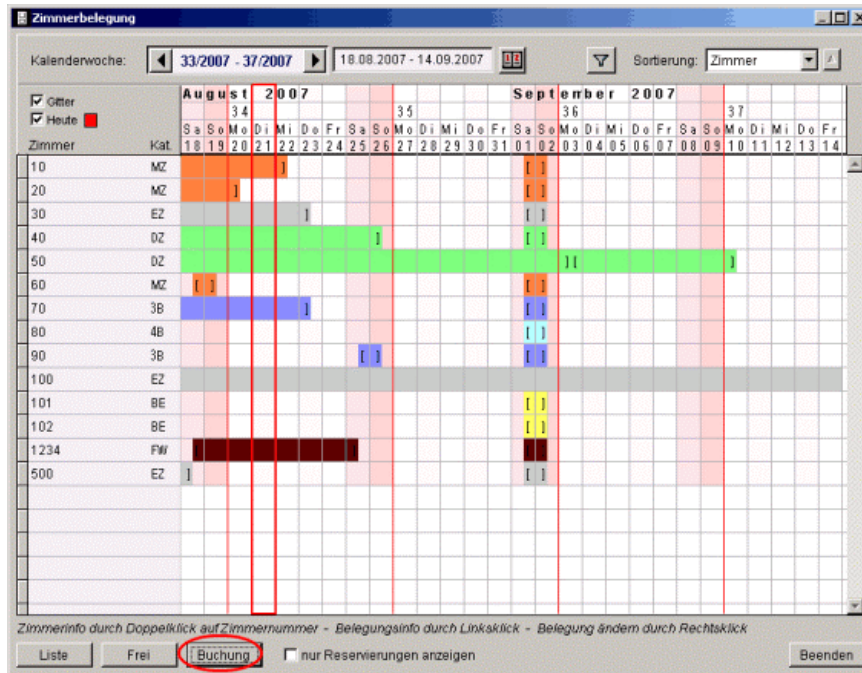 Zimmerbelegung
Kalenderwoche: 33/2007 - 37/2007 18.08.2007 - 14.09.2007 Sortierung: Zimmer
August 2007 September 2007
Gitter
34 35 36 37
Heute
Sa So Mo Di Mi Do Fr Sa So Mo Di Mi Do Fr Sa So Mo Di Mi Do Fr Sa So Mo Di Mi Do Fr
Zimmer Kat. 18 19 20 21 22 23 24 25 26 27 28 29 30 31 01 02 03 04 05 06 07 08 09 10 11 12 13 14
10 MZ ] [ ]
20 MZ ] [ ]
30 EZ ] [ ]
40 DZ ] [ ]
50 DZ ] [ ]
60 MZ [ ] [ ]
70 3B ] [ ]
80 4B [ ]
90 3B [ ] [ ]
100 EZ
101 BE [ ]
102 BE [ ]
1234 FW [ ] [ ]
500 EZ ] [ ]
Zimmerinfo durch Doppelklick auf Zimmernummer - Belegungsinfo durch Linksklick - Belegung ändern durch Rechtsklick
Liste Frei Buchung nur Reservierungen anzeigen Beenden